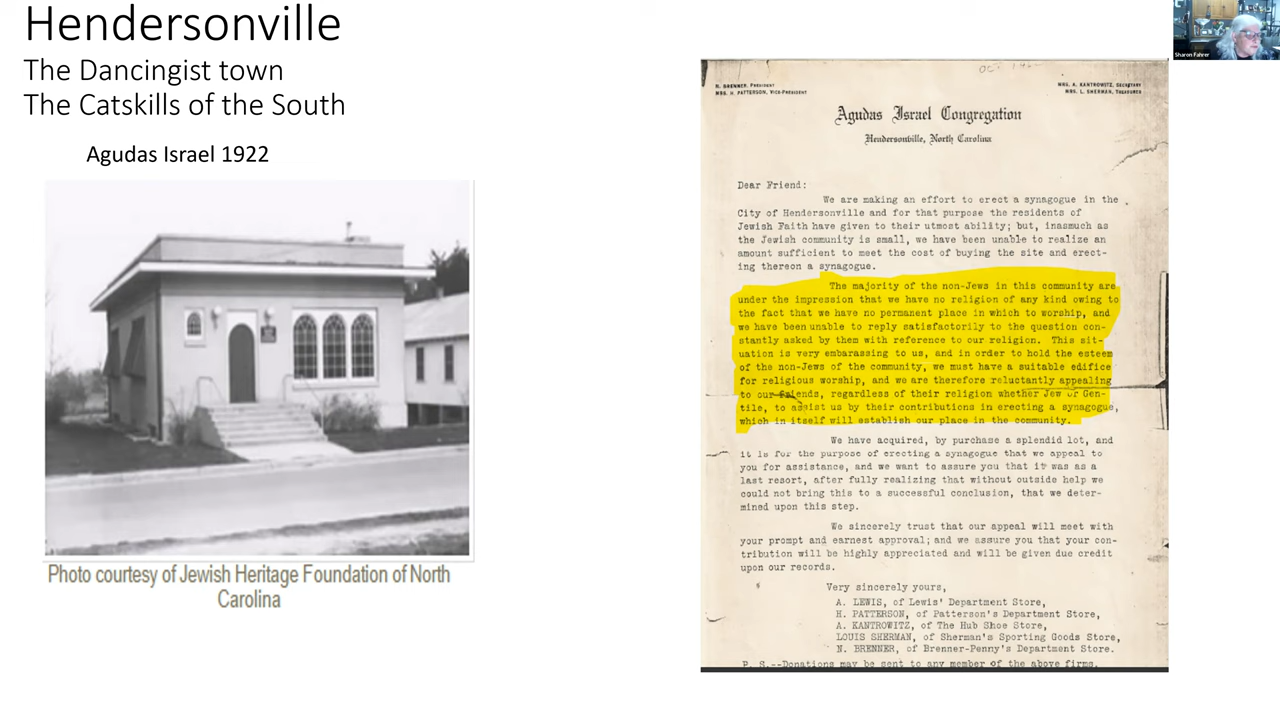 Hendersonville
The Dancingist town
The Catskills of the South
Agudas Israel 1922
Photo courtesy of Jewish Heritage Foundation of North
Carolina
Sharon Fahrer
BRENNER, PRESIDENT
MRS. H. PATTERSON, VICE-PRESIDENT
MRS. A. KANTROWITZ, SECRETARY
MRS. L. SHERMAN, TREASURER
Agudas Israel Congregation
Hendersonville, North Carolina
Dear Friend:
We are making an effort to erect a synagogue in the
City of Hendersonville and for that purpose the residents of
Jewish Faith have given to their utmost ability; but, inasmuch as
the Jewish community is small, we have been unable to realize an
amount sufficient to meet the cost of buying the site and erect-
ing thereon a synagogue.
The majority of the non-Jews in this community are
under the impression that we have no religion of any kind owing to
the fact that we have no permanent place in which to worship, and
we have been unable to reply satisfactorily to the question con-
stantly asked by them with reference to our religion. This sit-
uation is very embarassing to us, and in order to hold the esteem
of the non-Jews of the community, we must have a suitable edifice
for religious worship, and we are therefore reluctantly appealing
to our friends, regardless of their religion whether Jew or Gen-
tile, to assist us by their contributions in erecting a synagogue,
which in itself will establish our place in the community.
We have acquired, by purchase a splendid lot, and
it is for the purpose of erecting a synagogue that we appeal to
you for assistance, and we want to assure you that it was as a
last resort, after fully realizing that without outside help we
could not bring this to a successful conclusion, that we deter-
mined upon this step.
We sincerely trust that our appeal will meet with
your prompt and earnest approval; and we assure you that your con-
tribution will be highly appreciated and will be given due credit
upon our records.
Very sincerely yours,
A. LEWIS, of Lewis' Department Store,
H. PATTERSON, of Patterson's Department Store,
A. KANTROWITZ, of The Hub Shoe Store,
LOUIS SHERMAN, of Sherman's Sporting Goods Store,
N. BRENNER, of Brenner-Penny's Department Store.
P. S.--Donations may be sent to any member of the above firms.